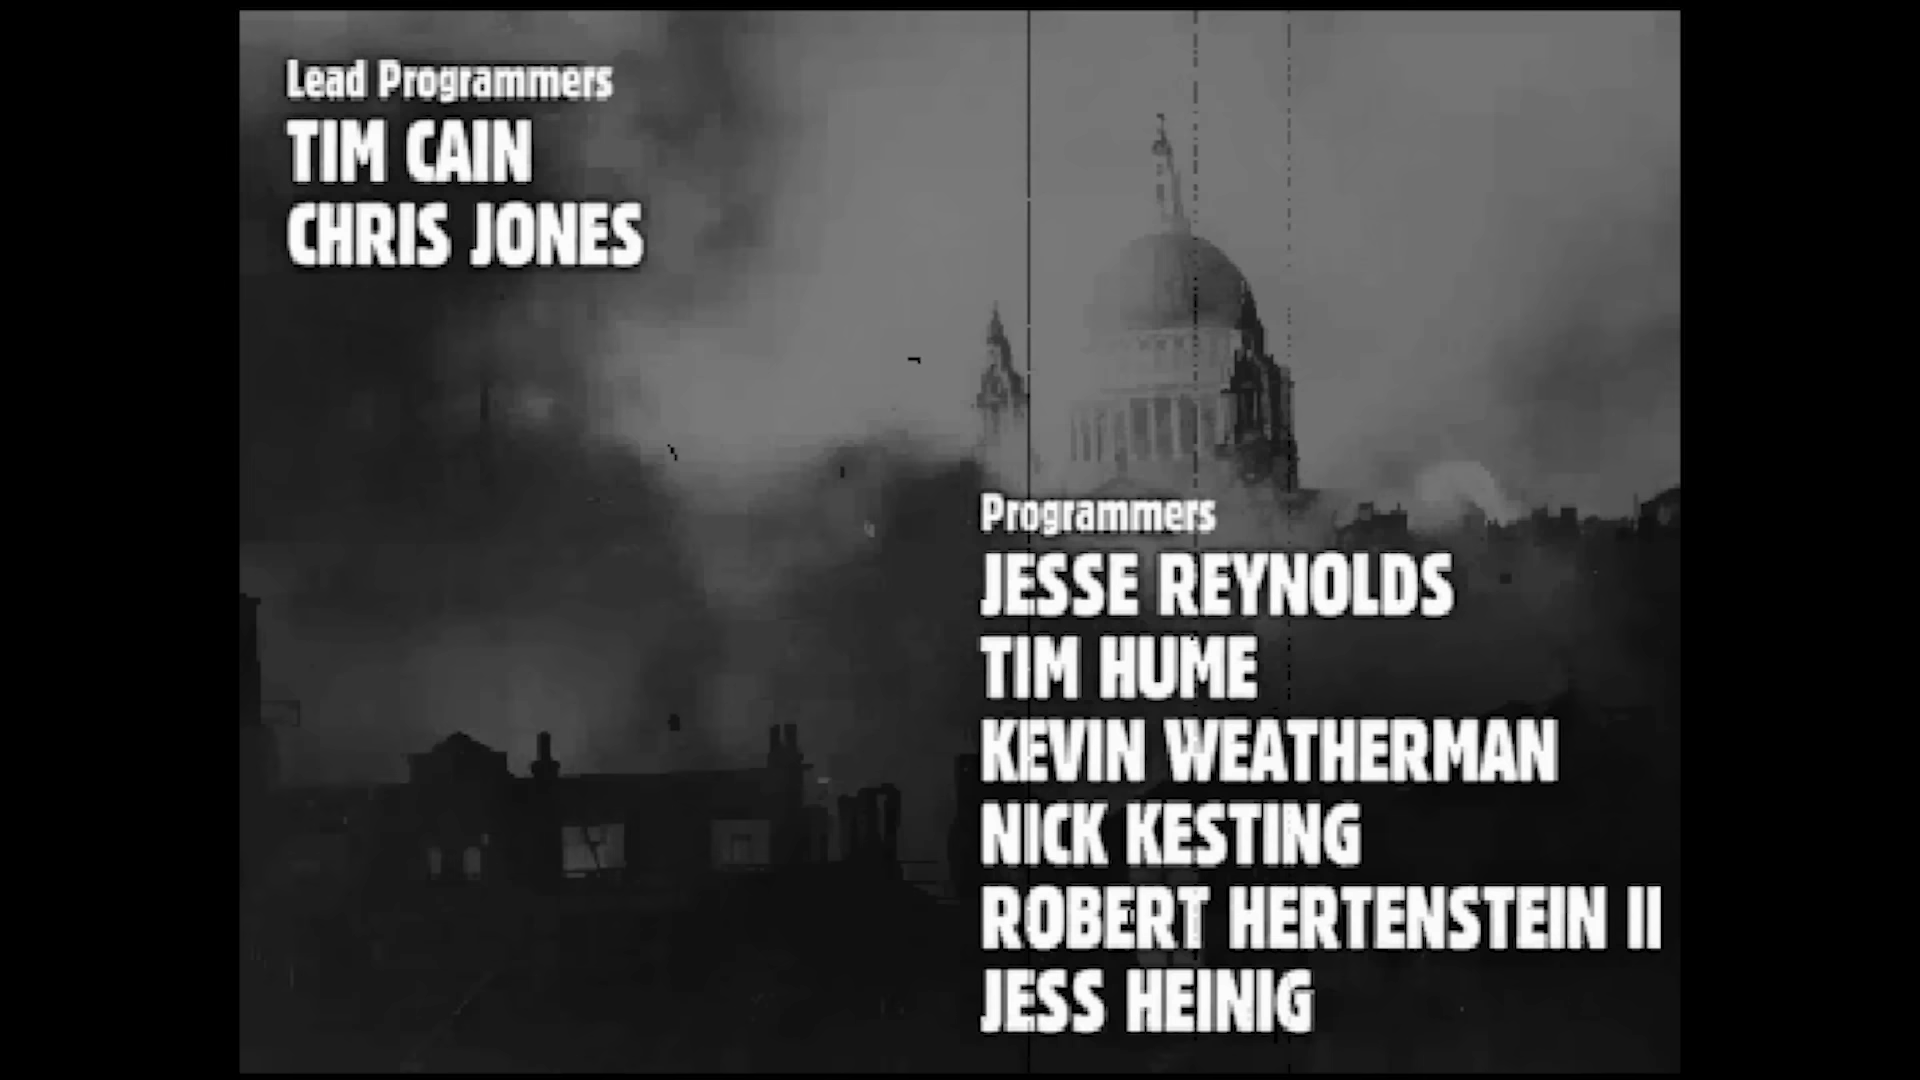 Lead Programmers
TIM CAIN
CHRIS JONES
Programmers
JESSE REYNOLDS
TIM HUME
KEVIN WEATHERMAN
NICK KESTING
ROBERT HERTENSTEIN II
JESS HEINIG